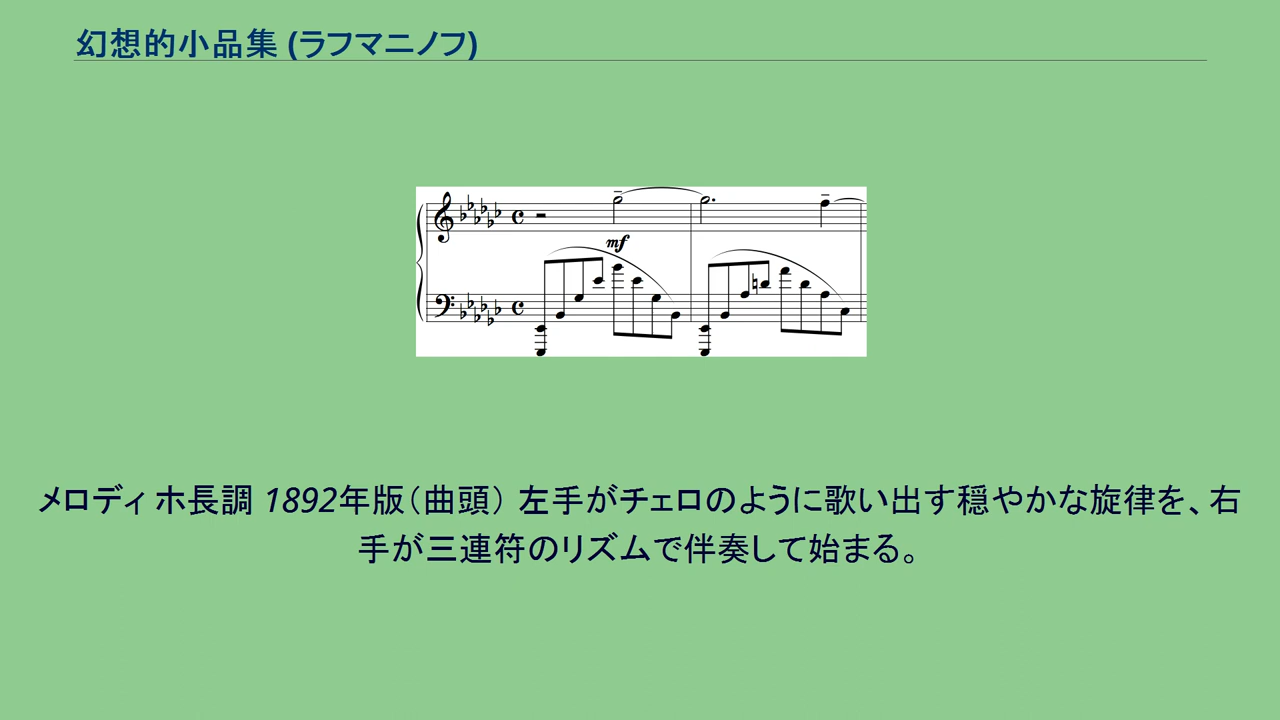 幻想的小品集 (ラフマニノフ)
mf
メロディ ホ長調 1892年版（曲頭） 左手がチェロのように歌い出す穏やかな旋律を、右
手が三連符のリズムで伴奏して始まる。